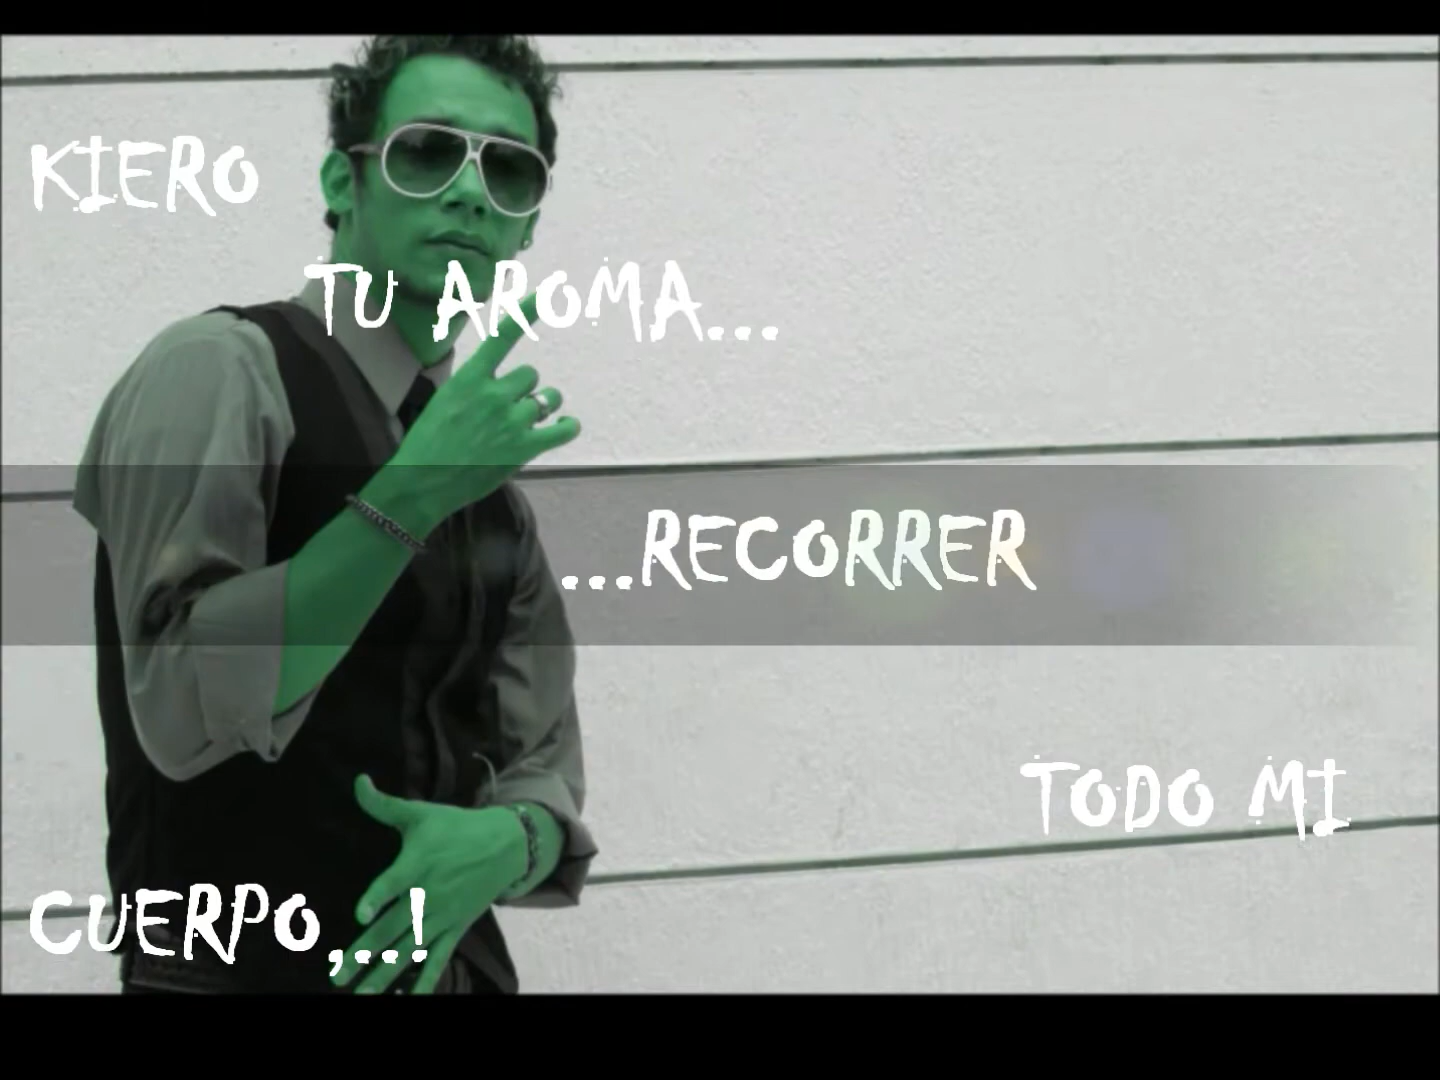 KIERO
TU AROMA...
...RECORRER
TODO MI
CUERPO,..!